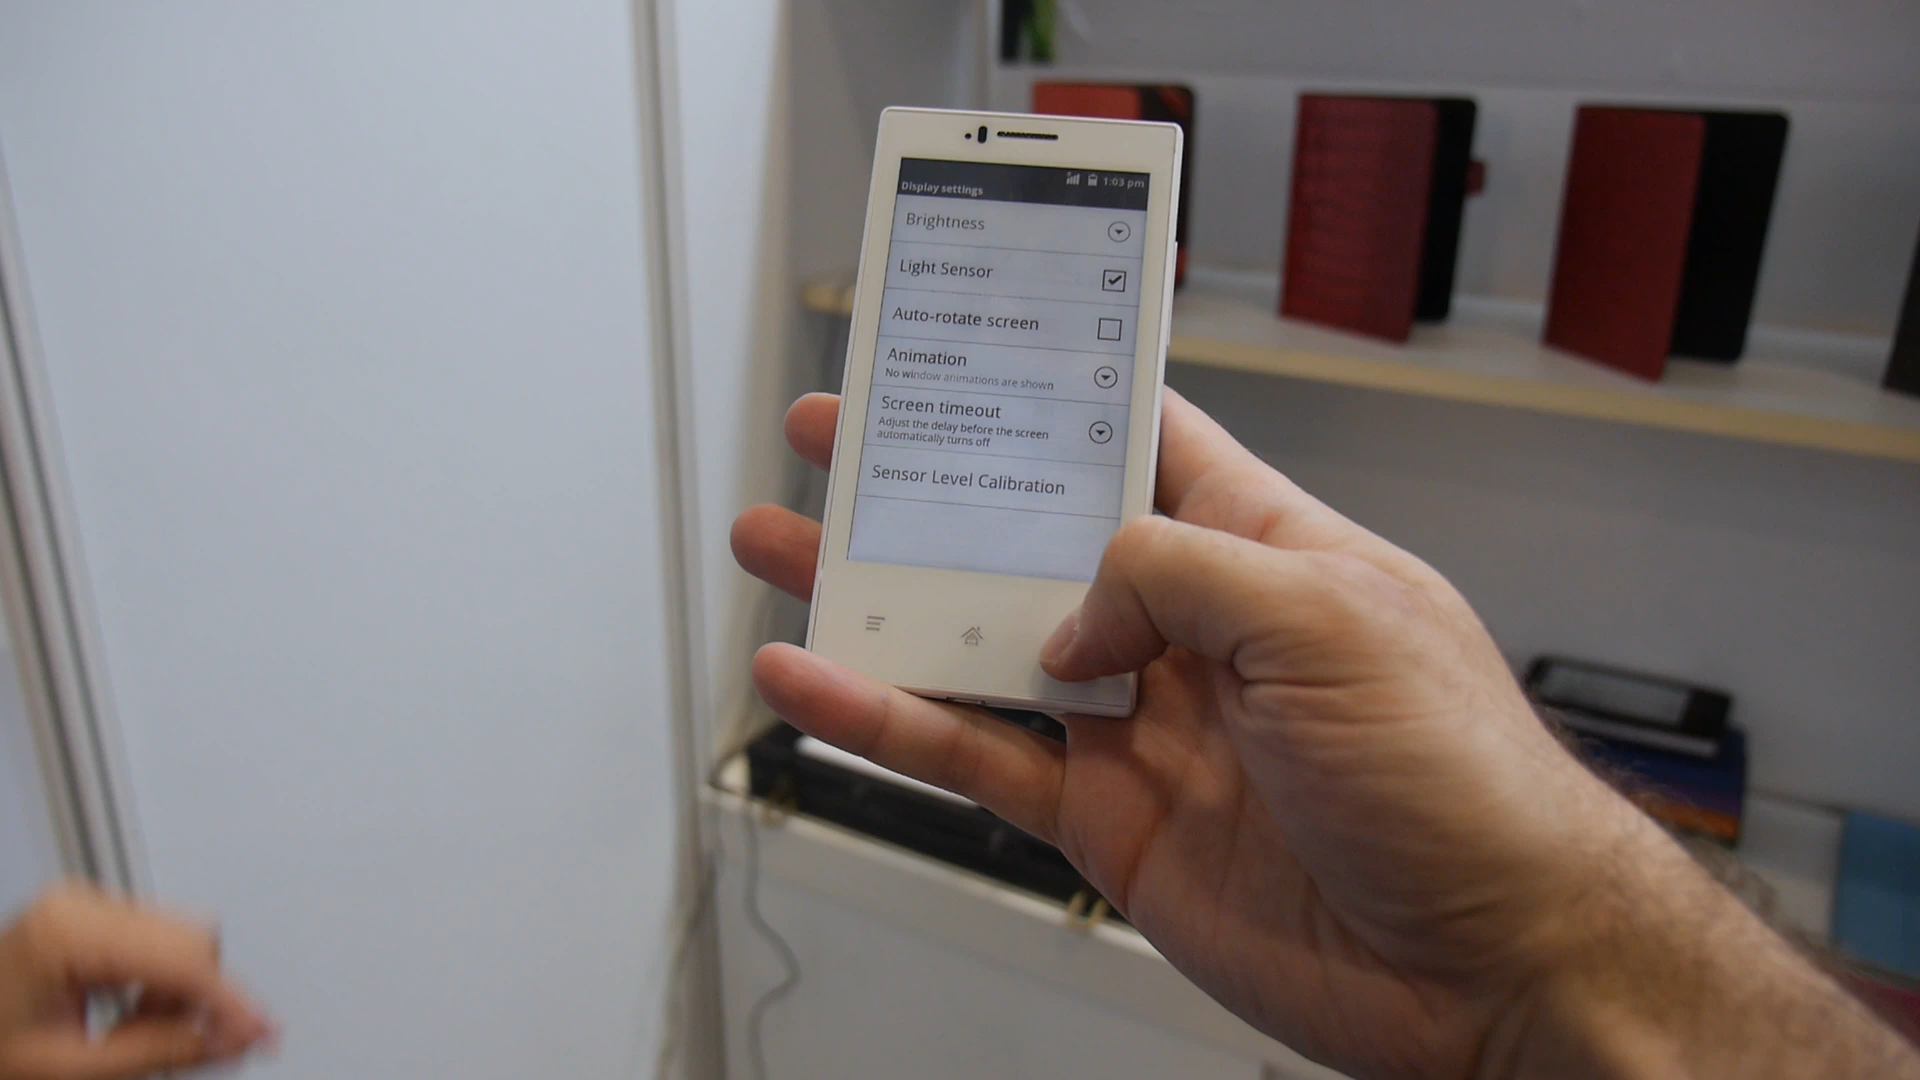 1:03 pm
Display settings
Brightness
Light Sensor
Auto-rotate screen
Animation
No window animations are shown
Screen timeout
Adjust the delay before the screen
automatically turns off
Sensor Level Calibration